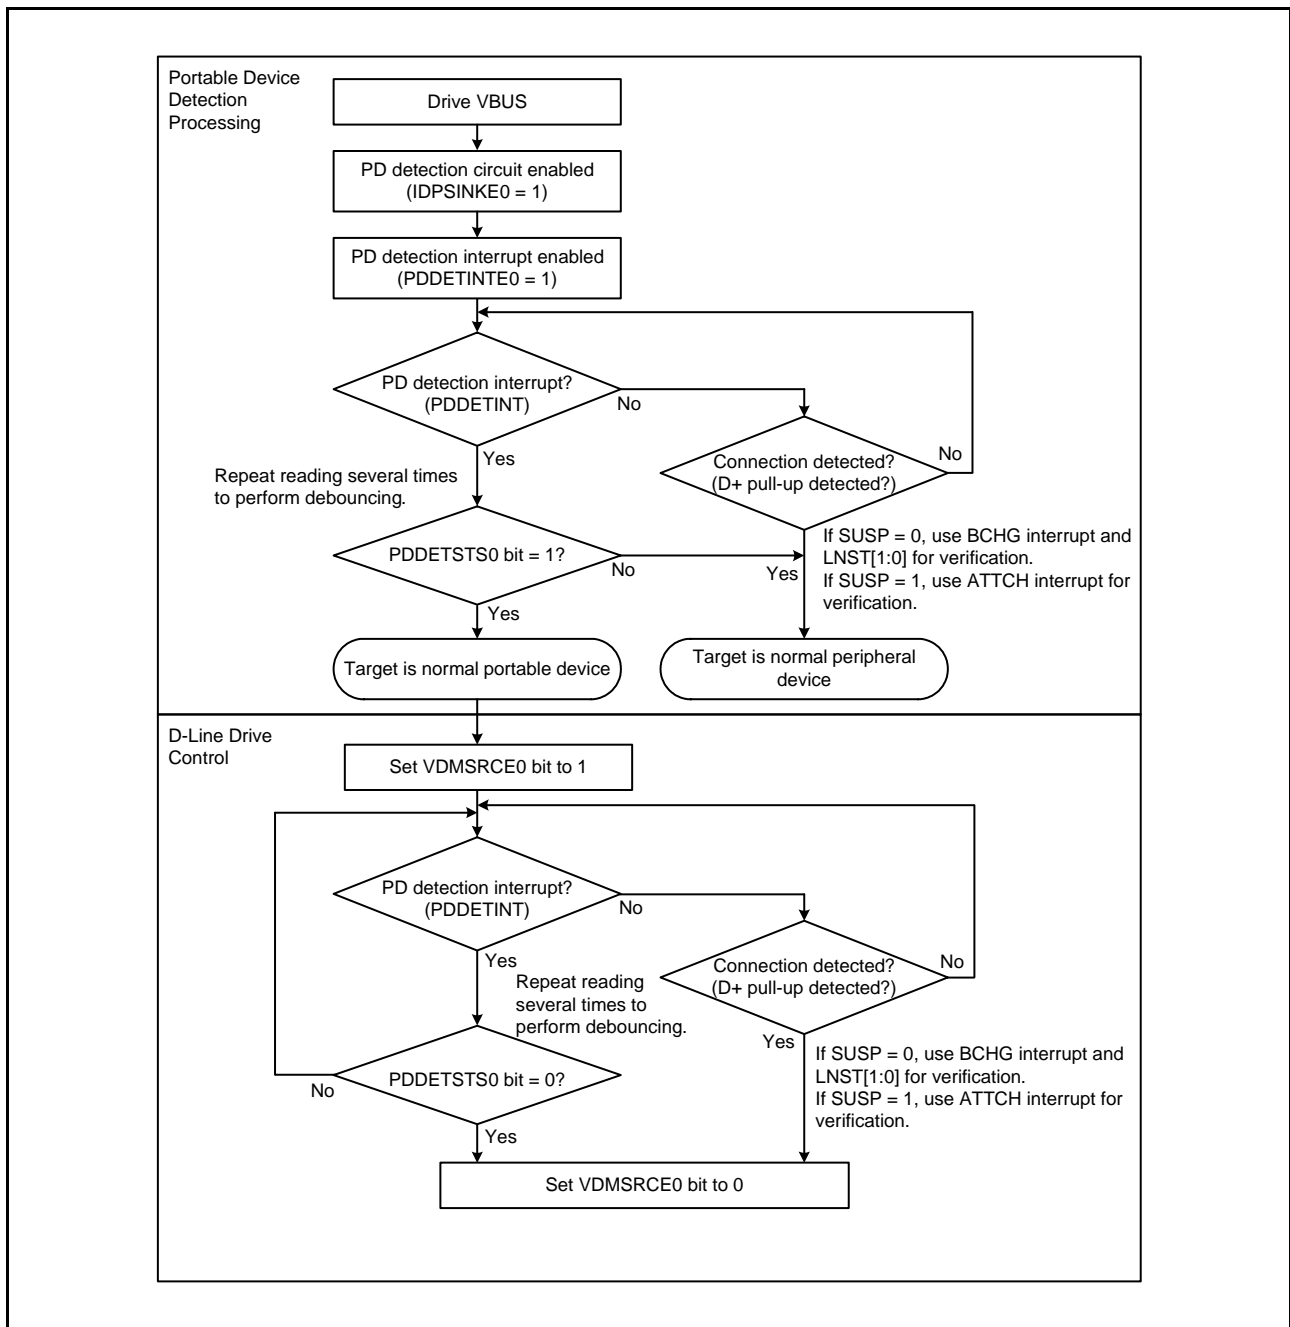 Portable Device
Detection
Processing
Drive VBUS
PD detection circuit enabled
(IDPSINKE0 = 1)
PD detection interrupt enabled
(PDDETINTE0 = 1)
PD detection interrupt?
(PDDETINT)
No
Connection detected?
(D+ pull-up detected?)
No
Yes
Repeat reading several times
to perform debouncing.
PDDETSTS0 bit = 1?
No
Yes
If SUSP = 0, use BCHG interrupt and
LNST[1:0] for verification.
If SUSP = 1, use ATTCH interrupt for
verification.
Yes
Target is normal portable device
Target is normal peripheral
device
D-Line Drive
Control
Set VDMSRCE0 bit to 1
PD detection interrupt?
(PDDETINT)
No
Connection detected?
(D+ pull-up detected?)
No
Yes
Repeat reading
several times to
perform debouncing.
Yes
If SUSP = 0, use BCHG interrupt and
LNST[1:0] for verification.
If SUSP = 1, use ATTCH interrupt for
verification.
PDDETSTS0 bit = 0?
No
Yes
Set VDMSRCE0 bit to 0